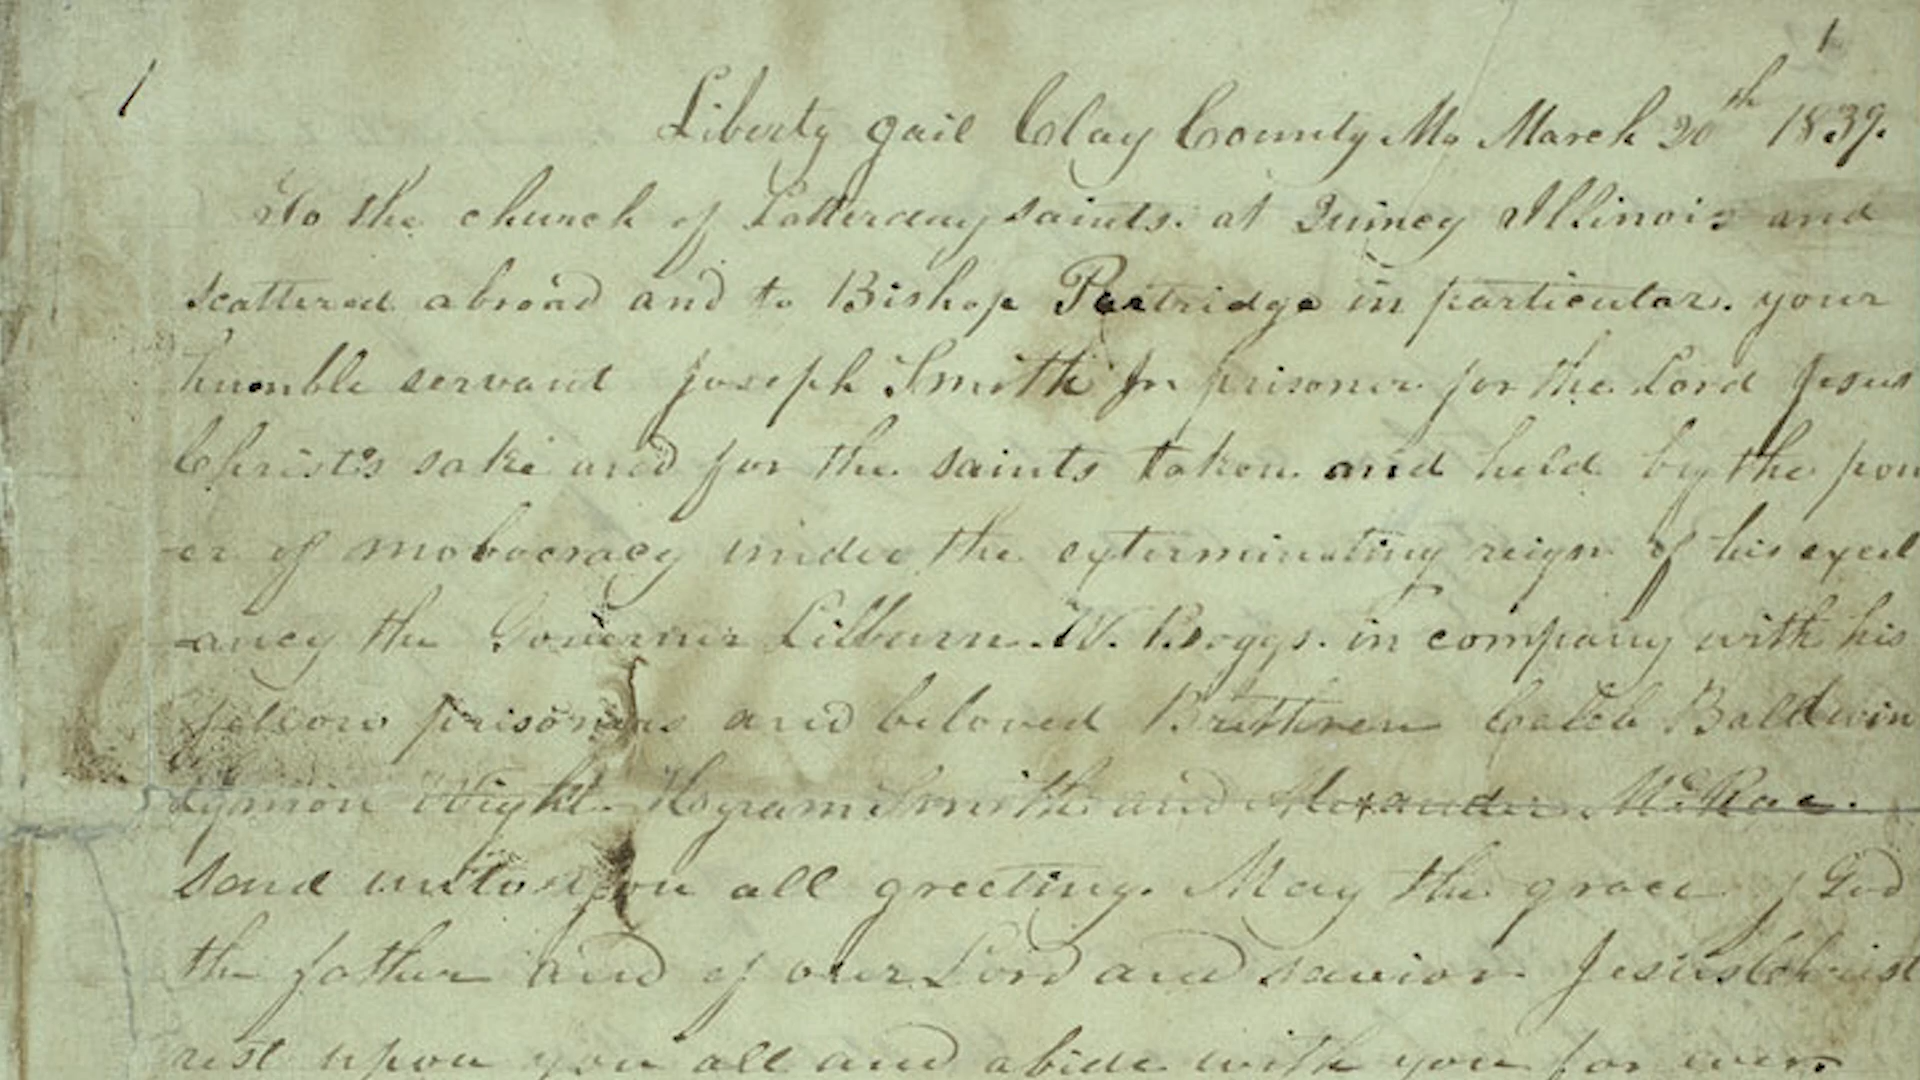 1
1
Liberty Jail Clay County Mo March 20th 1839.
To the church of Latterday saints. at Quincy Illinois and
scattered abroad and to Bishop Partridge in particular. your
humble servant Joseph Smith Jr prisoner for the Lord Jesus
Christ's sake and for the saints taken and held by the pow
er of mobocracy under the exterminating reign of his excel
ancy the Governer Lilburn W. Boggs. in company with his
fellow prisoners and beloved Brethren Caleb Baldwin
Lymon Wight. Hyram Smith and Alexander McRae.
Send unto you all greeting. May the grace of God
the father and of our Lord and savior Jesus Christ
rest upon you all and abide with you for ever